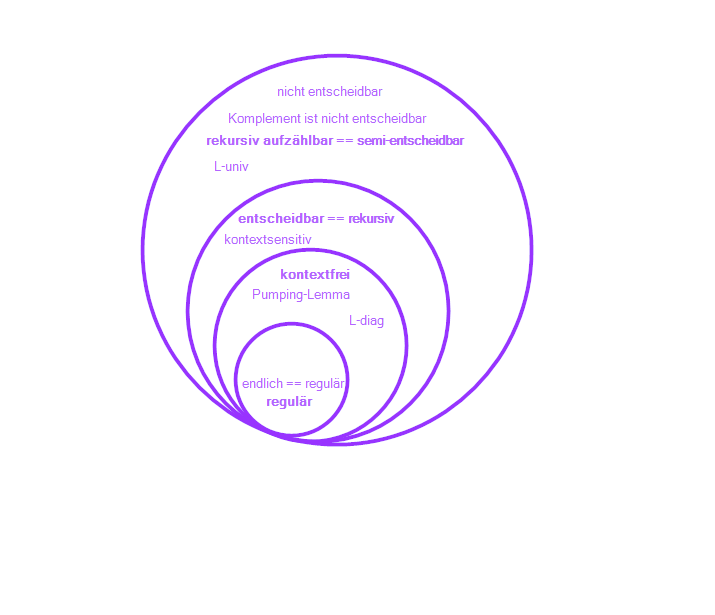 nicht entscheidbar
Komplement ist nicht entscheidbar
rekursiv aufzählbar == semi-entscheidbar
L-univ
entscheidbar == rekursiv
kontextsensitiv
kontextfrei
Pumping-Lemma
L-diag
endlich == regulär
regulär